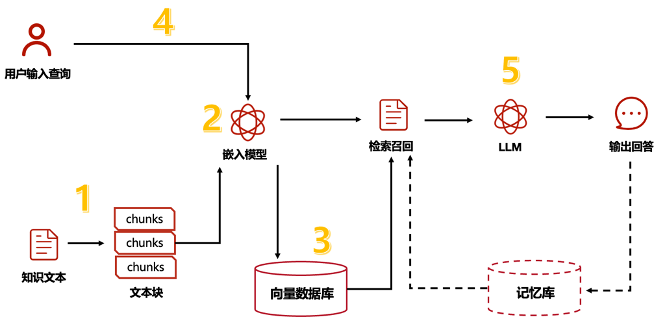 4
用户输入查询
5
2
嵌入模型
检索召回
LLM
输出回答
1
chunks
chunks
chunks
知识文本
文本块
3
向量数据库
记忆库